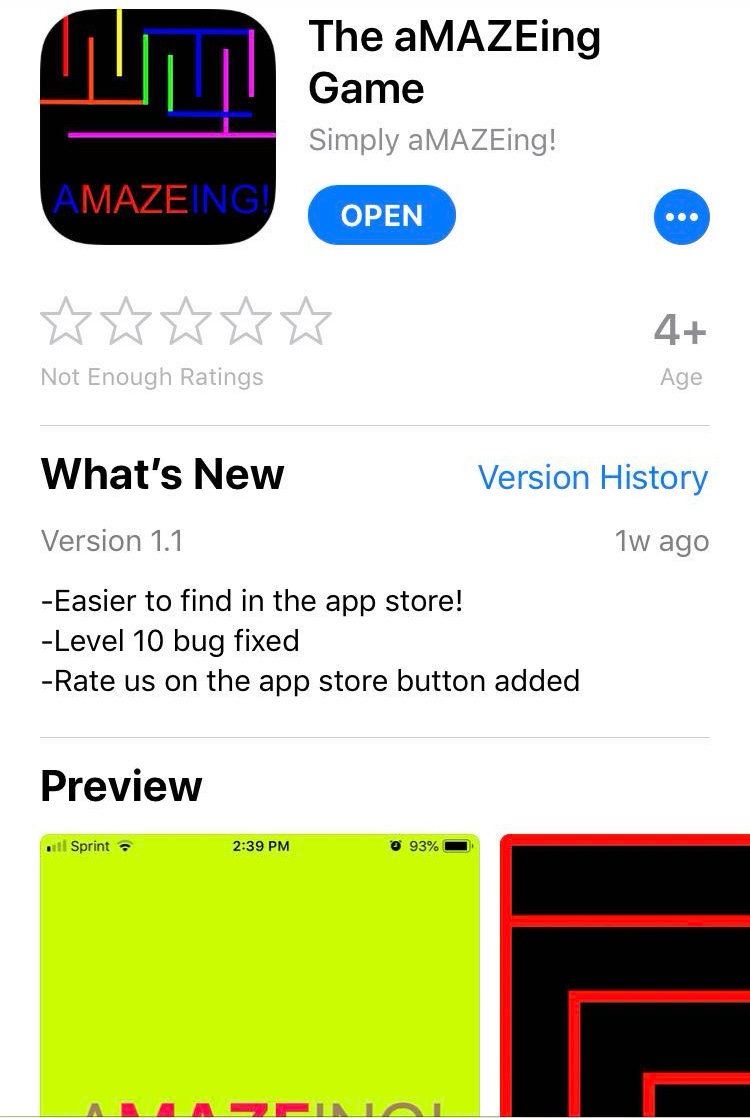 The aMAZEing
Game
Simply aMAZEing!
AMAZEING!
OPEN
Not Enough Ratings
4+
Age
What's New
Version History
Version 1.1
1w ago
-Easier to find in the app store!
-Level 10 bug fixed
-Rate us on the app store button added
Preview
Sprint
2:39 PM
93%
AMAZEING!